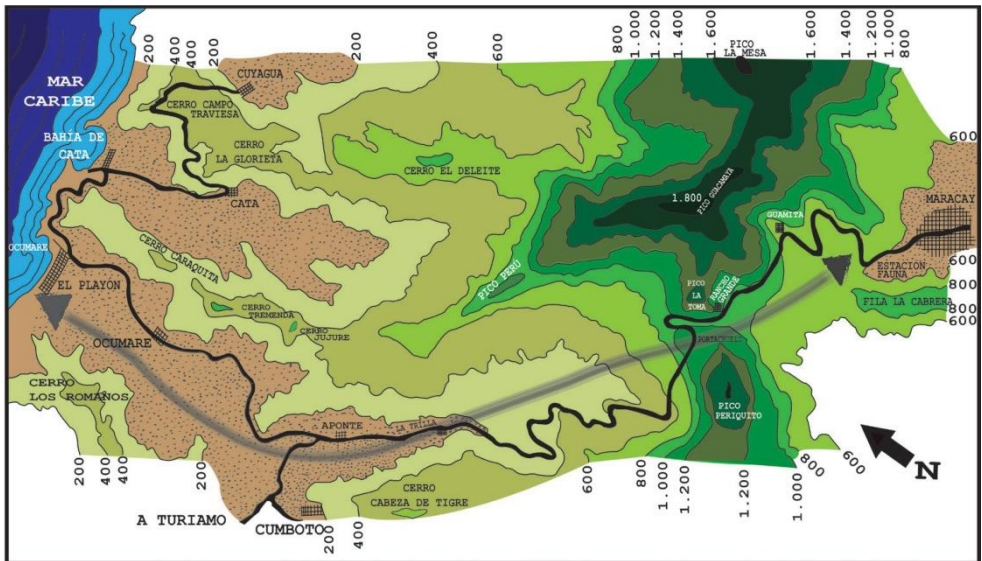 200
400
400
200
200
400
600
800
1.000
1.200
1.400
1.600
PICO
LA MESA
1.600
1.400
1.200
1.000
800
MAR
CARIBE
CUYAGUA
CERRO CAMPO
TRAVIESA
BAHÍA DE
CATA
CERRO
LA GLORIETA
CERRO EL DELEITE
600
CATA
1.800
PICO GUACAMAYA
GUAMITA
MARACAY
OCUMARE
CERRO CARAQUITA
EL PLAYÓN
PICO PERÚ
PICO
LA
TOMA
RANCHO
GRANDE
ESTACIÓN
FAUNA
600
800
800
600
FILA LA CABRERA
CERRO
TREMENDA
CERRO
JUJURE
OCUMARE
PORTACHUELO
CERRO
LOS ROMANOS
PICO
PERIQUITO
APONTE
LA TRILLA
N
200
400
400
200
CERRO
CABEZA DE TIGRE
600
800
1.000
1.200
1.200
1.000
800
600
A TURIAMO
CUMBOTO
200
400